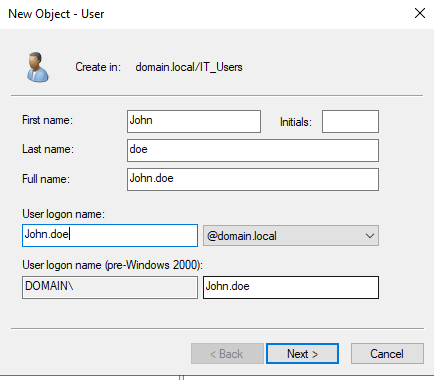 New Object - User
Create in: domain.local/IT_Users
First name: John Initials:
Last name: doe
Full name: John.doe
User logon name:
John.doe @domain.local
User logon name (pre-Windows 2000):
DOMAIN\ John.doe
< Back Next > Cancel